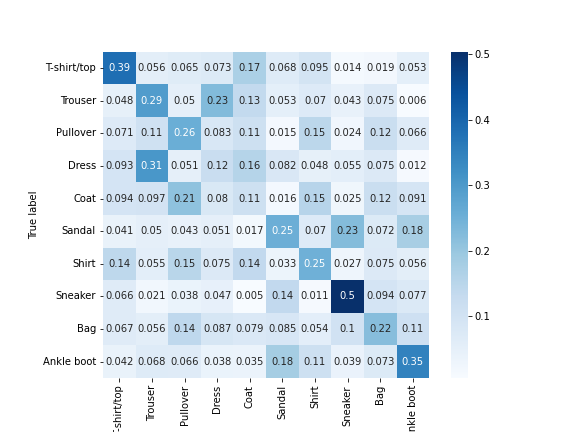 T-shirt/top 0.39 0.056 0.065 0.073 0.17 0.068 0.095 0.014 0.019 0.053
Trouser 0.048 0.29 0.05 0.23 0.13 0.053 0.07 0.043 0.075 0.006
Pullover 0.071 0.11 0.26 0.083 0.11 0.015 0.15 0.024 0.12 0.066
Dress 0.093 0.31 0.051 0.12 0.16 0.082 0.048 0.055 0.075 0.012
Coat 0.094 0.097 0.21 0.08 0.11 0.016 0.15 0.025 0.12 0.091
Sandal 0.041 0.05 0.043 0.051 0.017 0.25 0.07 0.23 0.072 0.18
Shirt 0.14 0.055 0.15 0.075 0.14 0.033 0.25 0.027 0.075 0.056
Sneaker 0.066 0.021 0.038 0.047 0.005 0.14 0.011 0.5 0.094 0.077
Bag 0.067 0.056 0.14 0.087 0.079 0.085 0.054 0.1 0.22 0.11
Ankle boot 0.042 0.068 0.066 0.038 0.035 0.18 0.11 0.039 0.073 0.35
True label
-shirt/top Trouser Pullover Dress Coat Sandal Shirt Sneaker Bag nkle boot
0.5
0.4
0.3
0.2
0.1